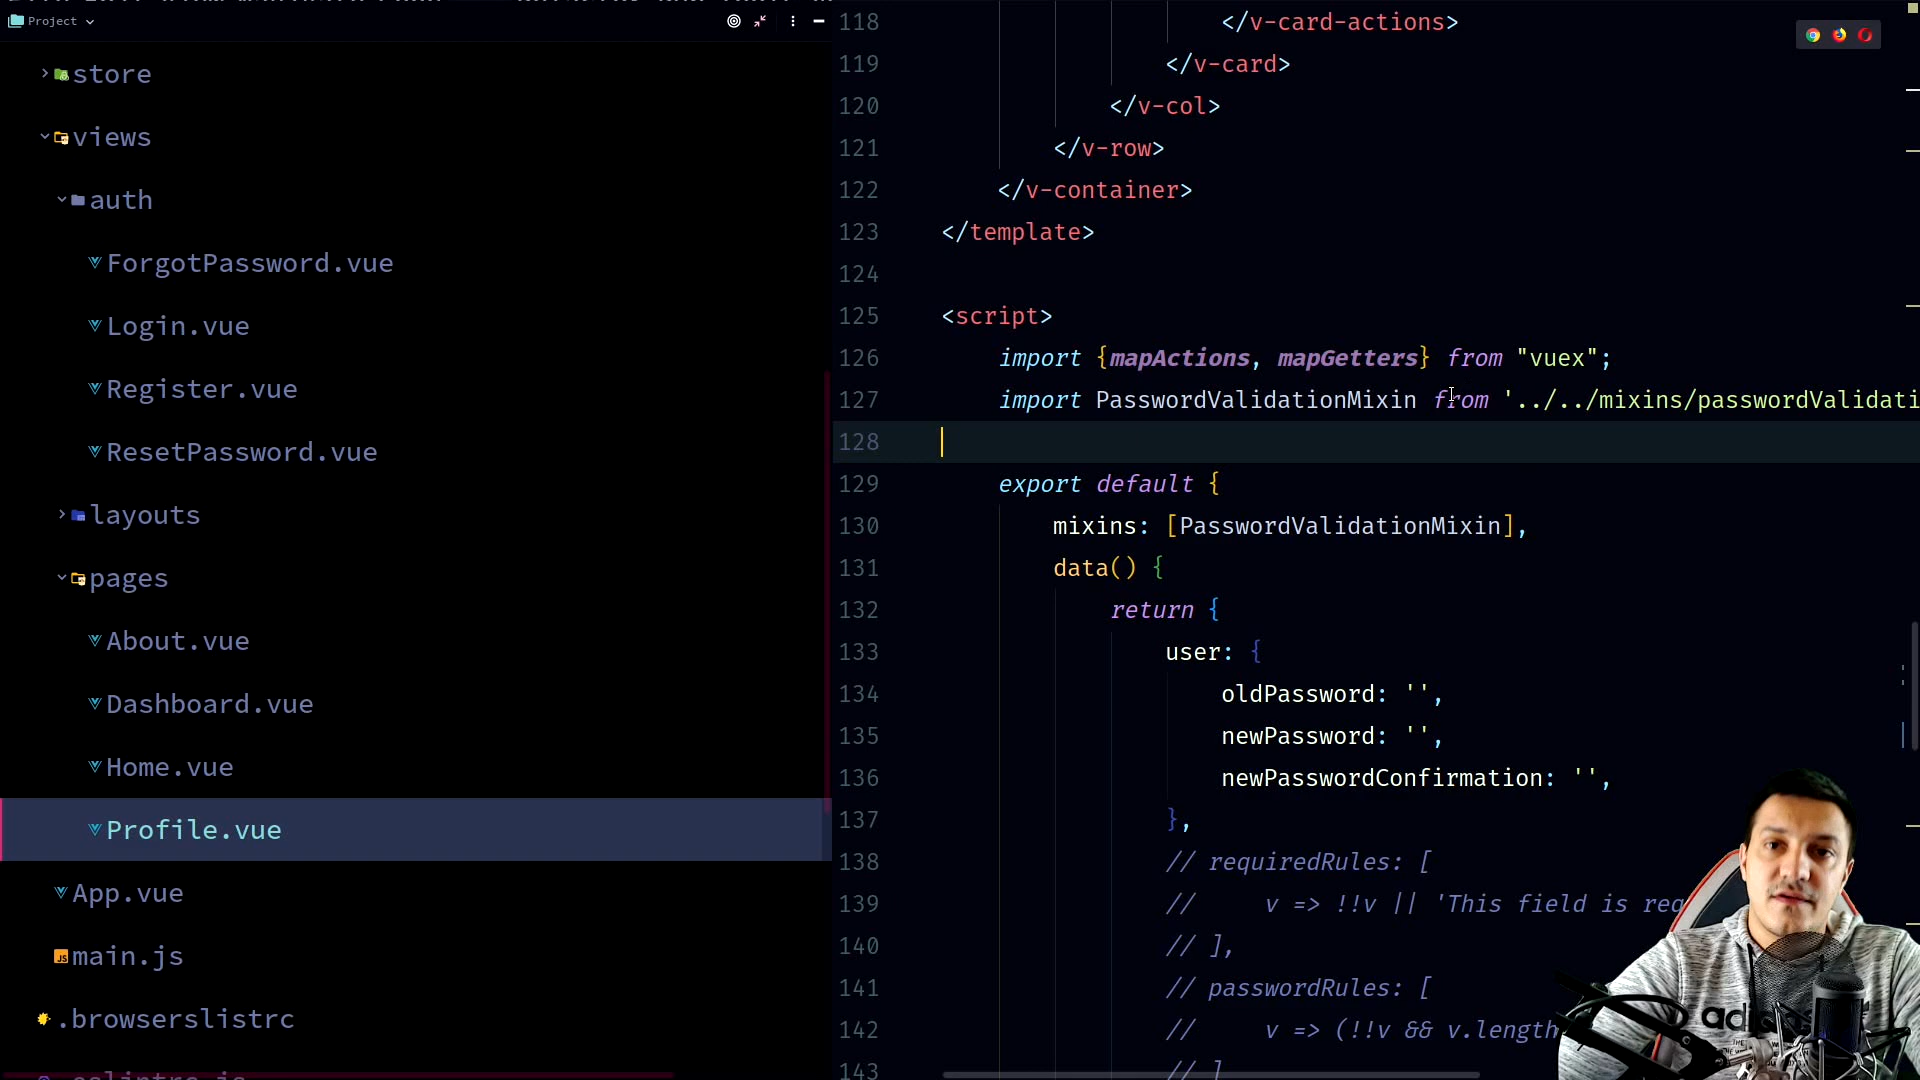 Project
store
views
auth
ForgotPassword.vue
Login.vue
Register.vue
ResetPassword.vue
layouts
pages
About.vue
Dashboard.vue
Home.vue
Profile.vue
App.vue
main.js
.browserslistrc
118 </v-card-actions>
119 </v-card>
120 </v-col>
121 </v-row>
122 </v-container>
123 </template>
124
125 <script>
126 import {mapActions, mapGetters} from "vuex";
127 import PasswordValidationMixin from '../../mixins/passwordValidati
128
129 export default {
130 mixins: [PasswordValidationMixin],
131 data() {
132 return {
133 user: {
134 oldPassword: '',
135 newPassword: '',
136 newPasswordConfirmation: '',
137 },
138 // requiredRules: [
139 // v => !!v || 'This field is req
140 // ],
141 // passwordRules: [
142 // v => (!!v && v.length
143 // ]